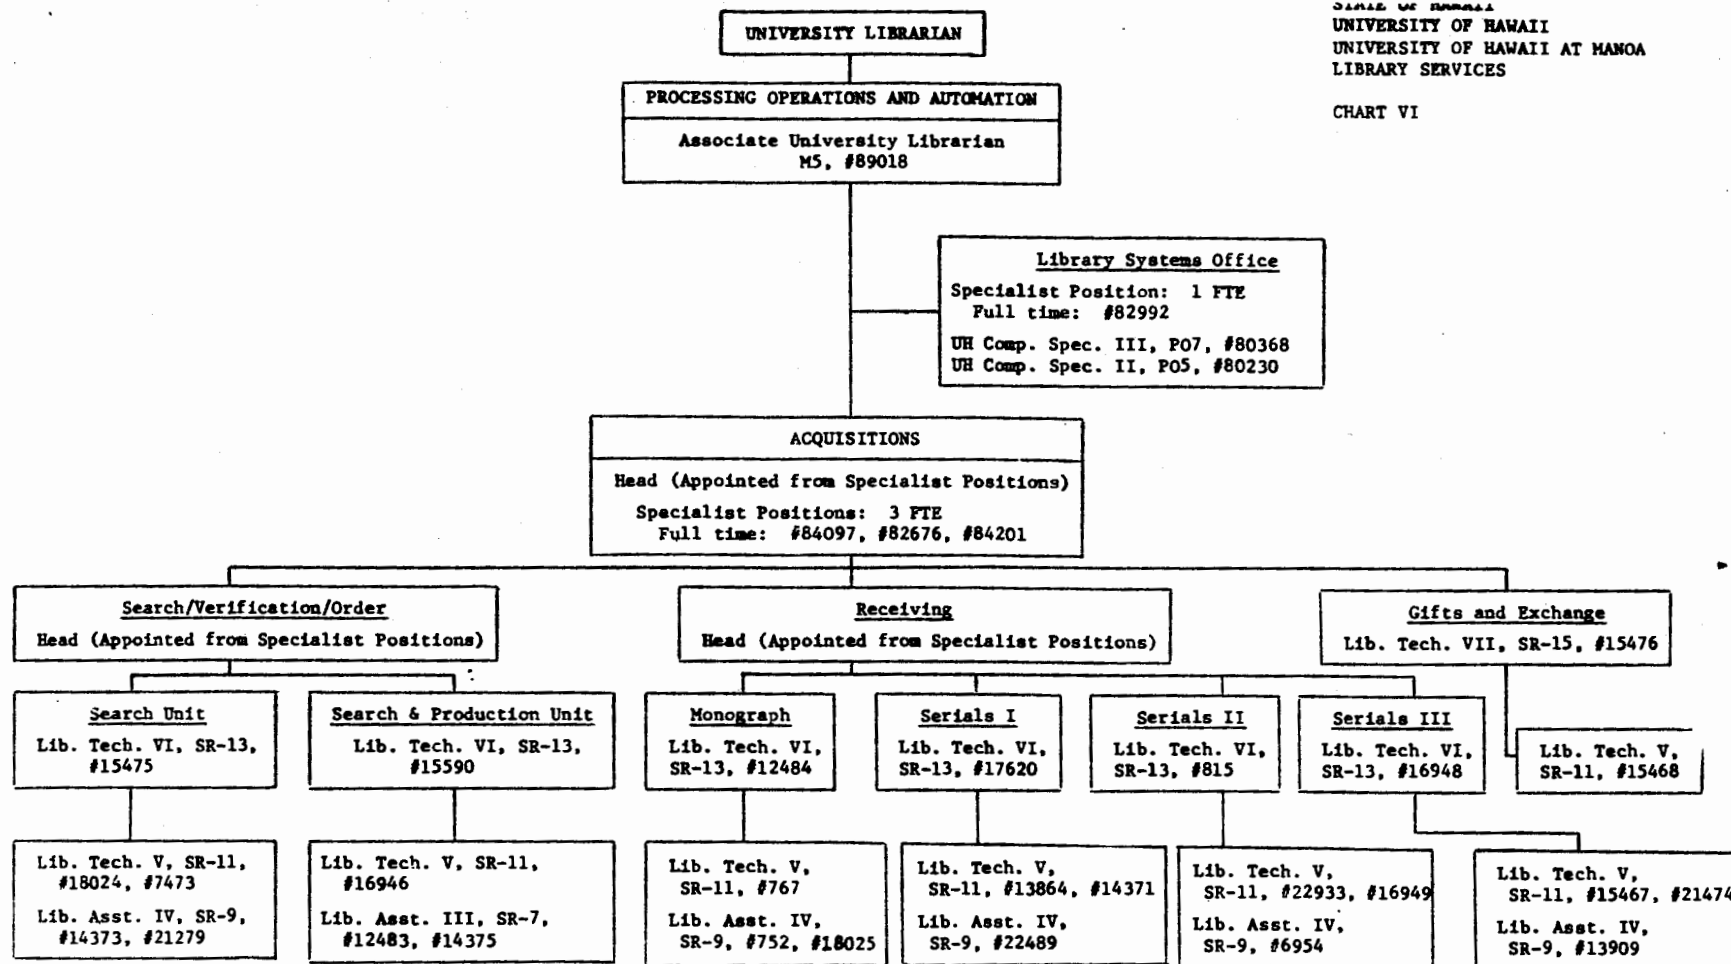 STATE OF HAWAII
UNIVERSITY OF HAWAII
UNIVERSITY OF HAWAII AT MANOA
LIBRARY SERVICES
CHART VI
UNIVERSITY LIBRARIAN
PROCESSING OPERATIONS AND AUTOMATION
Associate University Librarian
M5, #89018
Library Systems Office
Specialist Position: 1 FTE
Full time: #82992
UH Comp. Spec. III, PO7, #80368
UH Comp. Spec. II, PO5, #80230
ACQUISITIONS
Head (Appointed from Specialist Positions)
Specialist Positions: 3 FTE
Full time: #84097, #82676, #84201
Search/Verification/Order
Head (Appointed from Specialist Positions)
Receiving
Head (Appointed from Specialist Positions)
Gifts and Exchange
Lib. Tech. VII, SR-15, #15476
Search Unit
Lib. Tech. VI, SR-13,
#15475
Search & Production Unit
Lib. Tech. VI, SR-13,
#15590
Monograph
Lib. Tech. VI,
SR-13, #12484
Serials I
Lib. Tech. VI,
SR-13, #17620
Serials II
Lib. Tech. VI,
SR-13, #815
Serials III
Lib. Tech. VI,
SR-13, #16948
Lib. Tech. V,
SR-11, #15468
Lib. Tech. V, SR-11,
#18024, #7473
Lib. Asst. IV, SR-9,
#14373, #21279
Lib. Tech. V, SR-11,
#16946
Lib. Asst. III, SR-7,
#12483, #14375
Lib. Tech. V,
SR-11, #767
Lib. Asst. IV,
SR-9, #752, #18025
Lib. Tech. V,
SR-11, #13864, #14371
Lib. Asst. IV,
SR-9, #22489
Lib. Tech. V,
SR-11, #22933, #16949
Lib. Asst. IV,
SR-9, #6954
Lib. Tech. V,
SR-11, #15467, #21474
Lib. Asst. IV,
SR-9, #13909